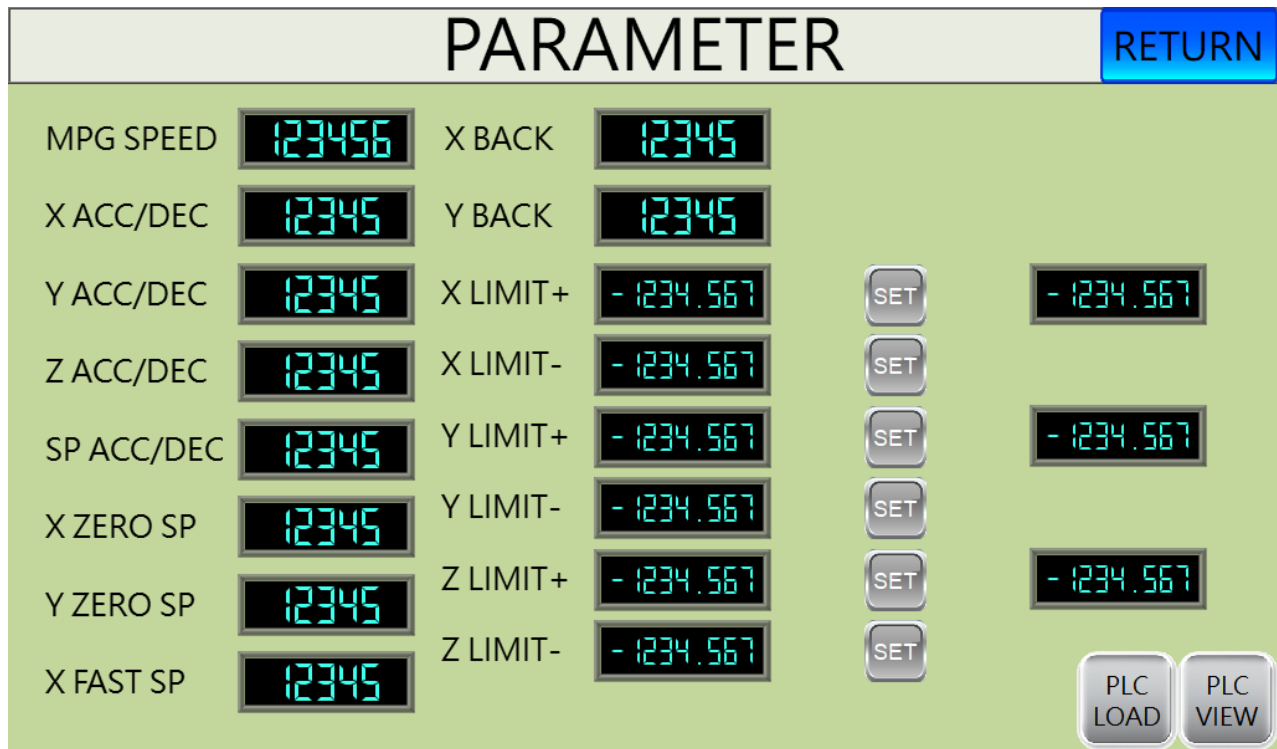 PARAMETER RETURN
MPG SPEED 123456 X BACK 12345
X ACC/DEC 12345 Y BACK 12345
Y ACC/DEC 12345 X LIMIT+ -1234.567 SET -1234.567
Z ACC/DEC 12345 X LIMIT- -1234.567 SET
SP ACC/DEC 12345 Y LIMIT+ -1234.567 SET -1234.567
X ZERO SP 12345 Y LIMIT- -1234.567 SET
Y ZERO SP 12345 Z LIMIT+ -1234.567 SET -1234.567
X FAST SP 12345 Z LIMIT- -1234.567 SET
PLC LOAD PLC VIEW